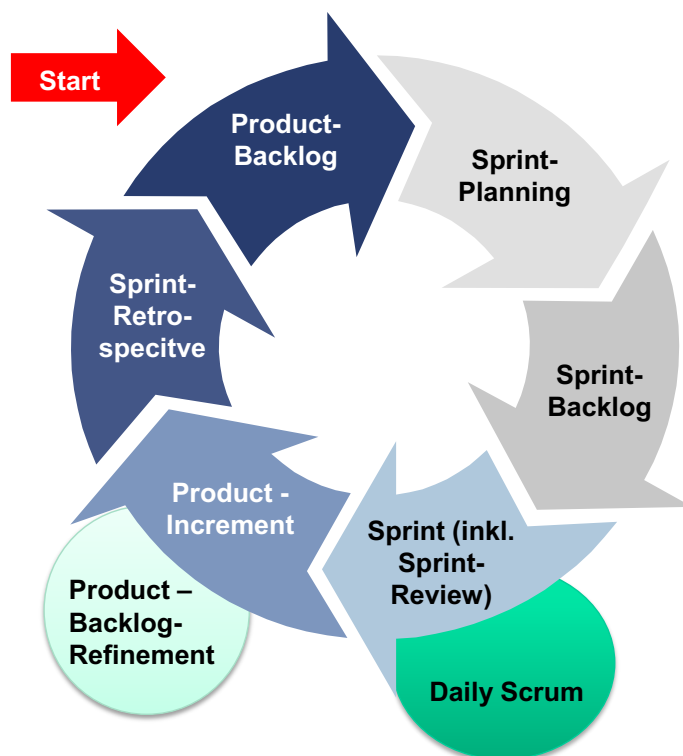 Start
Product-
Backlog
Sprint-
Planning
Sprint-
Backlog
Sprint (inkl.
Sprint-
Review)
Daily Scrum
Product -
Increment
Product –
Backlog-
Refinement
Sprint-
Retro-
specitve